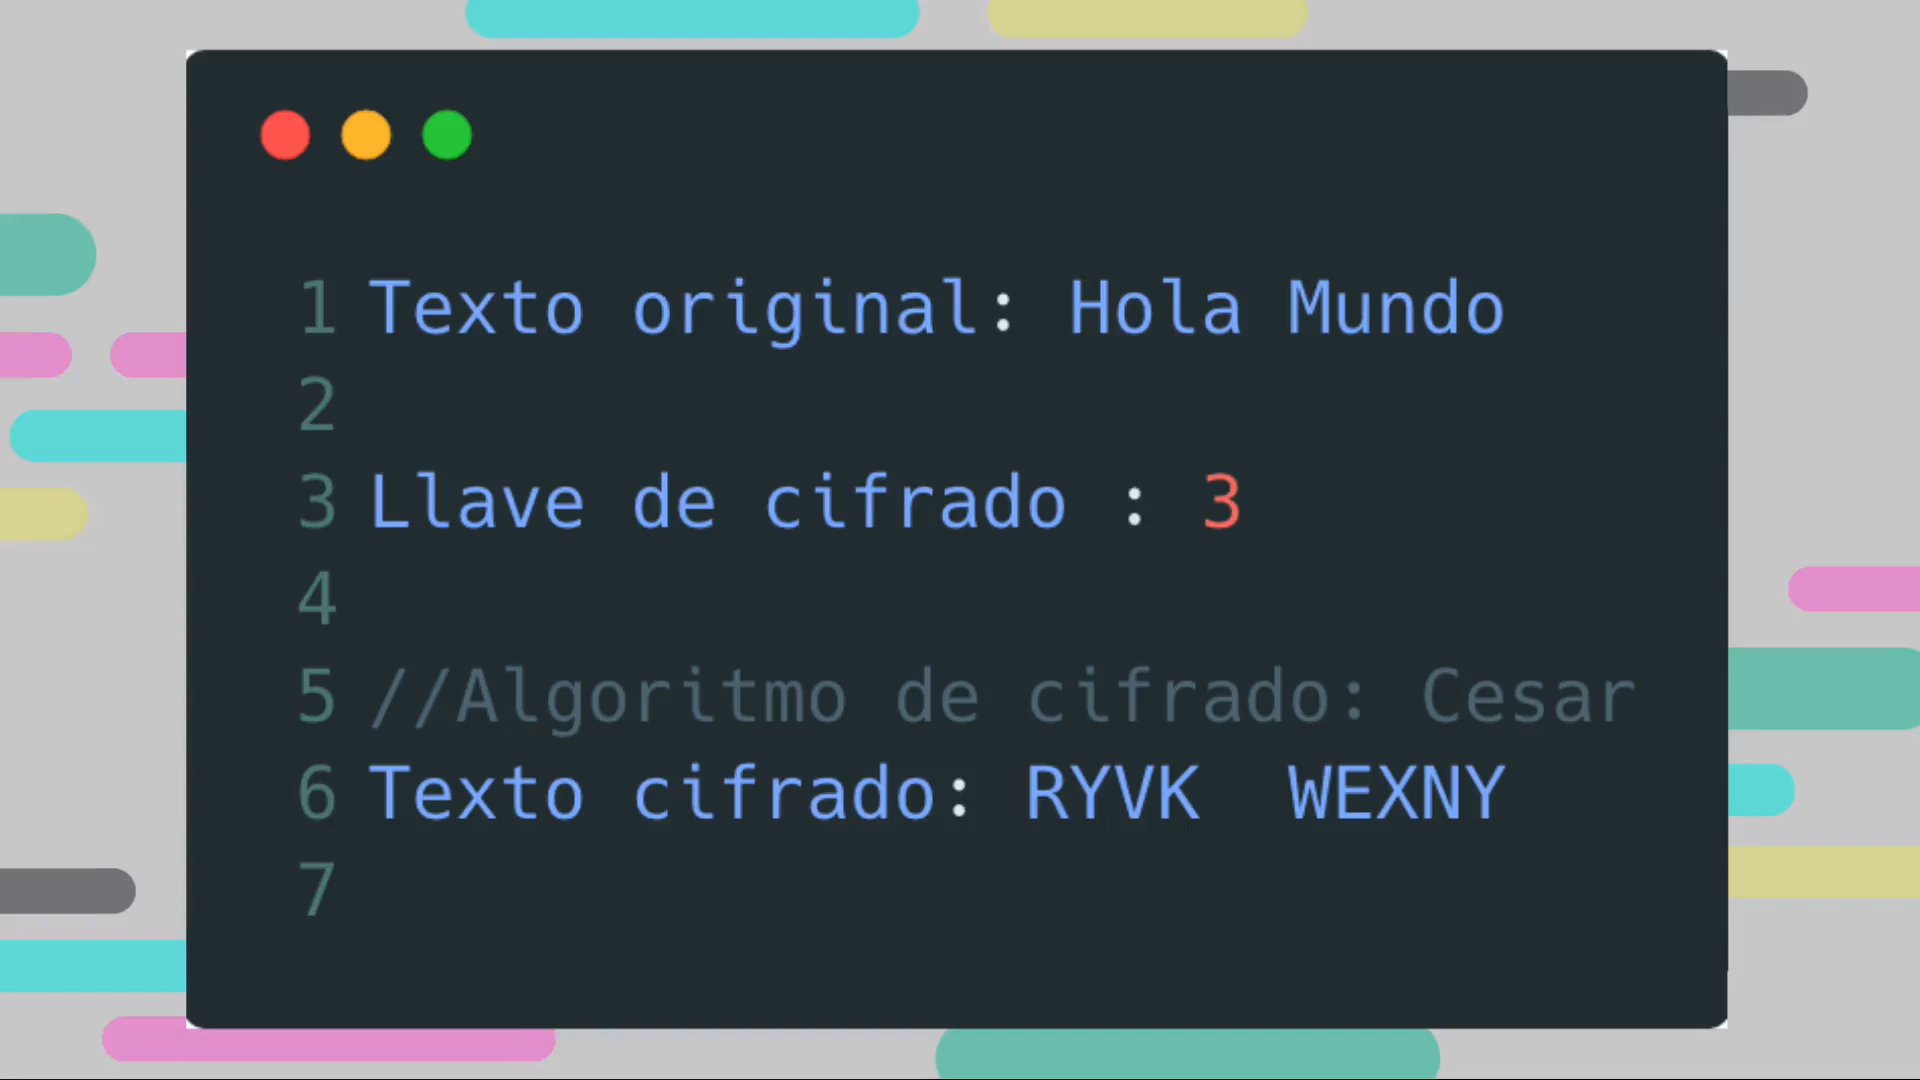 1 Texto original: Hola Mundo
2
3 Llave de cifrado : 3
4
5 //Algoritmo de cifrado: Cesar
6 Texto cifrado: RYVK  WEXNY
7